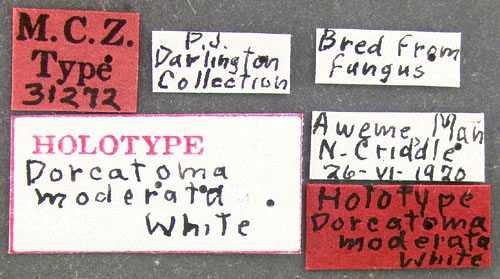 M.C.Z.
Type
31272
P.J.
Darlington
Collection
Bred from
fungus.
HOLOTYPE
Dorcatoma
moderata
White
Aweme, Man
N. Criddle
26-VI-1920
Holotype
Dorcatoma
moderata
White